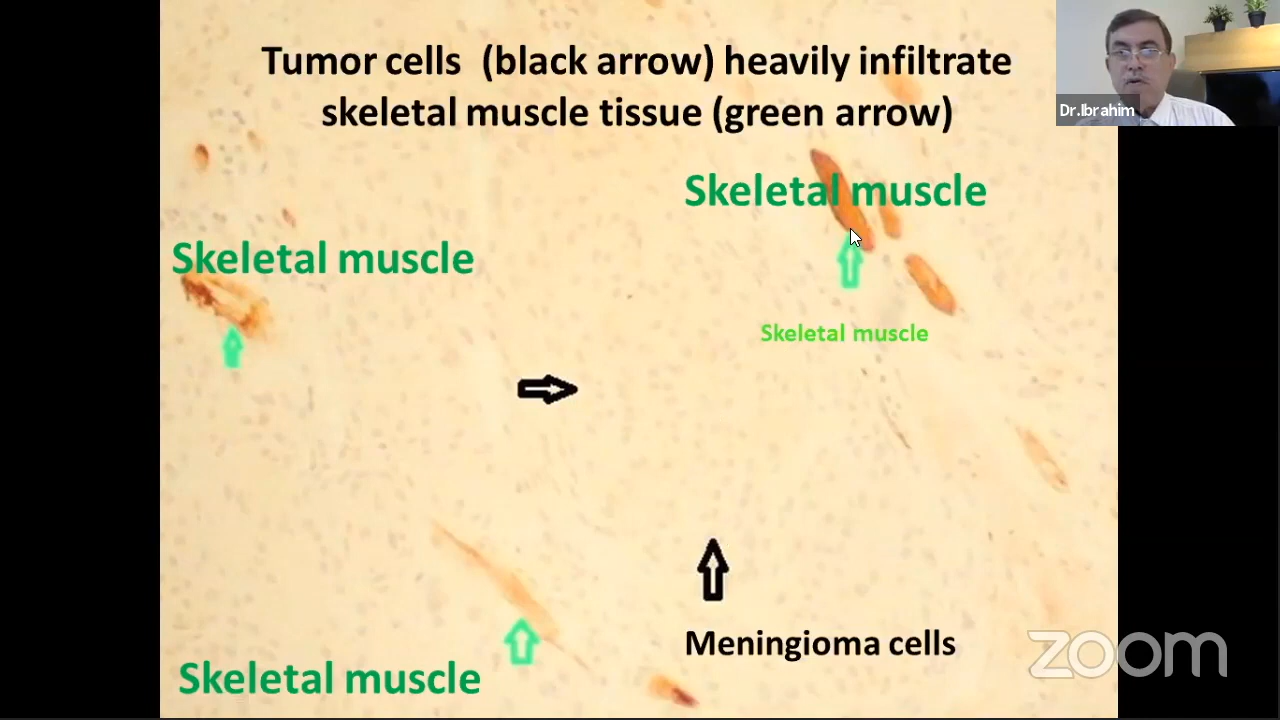 Tumor cells (black arrow) heavily infiltrate
skeletal muscle tissue (green arrow)
Dr.Ibrahim
Skeletal muscle
Skeletal muscle
Skeletal muscle
Meningioma cells
Skeletal muscle
zoom